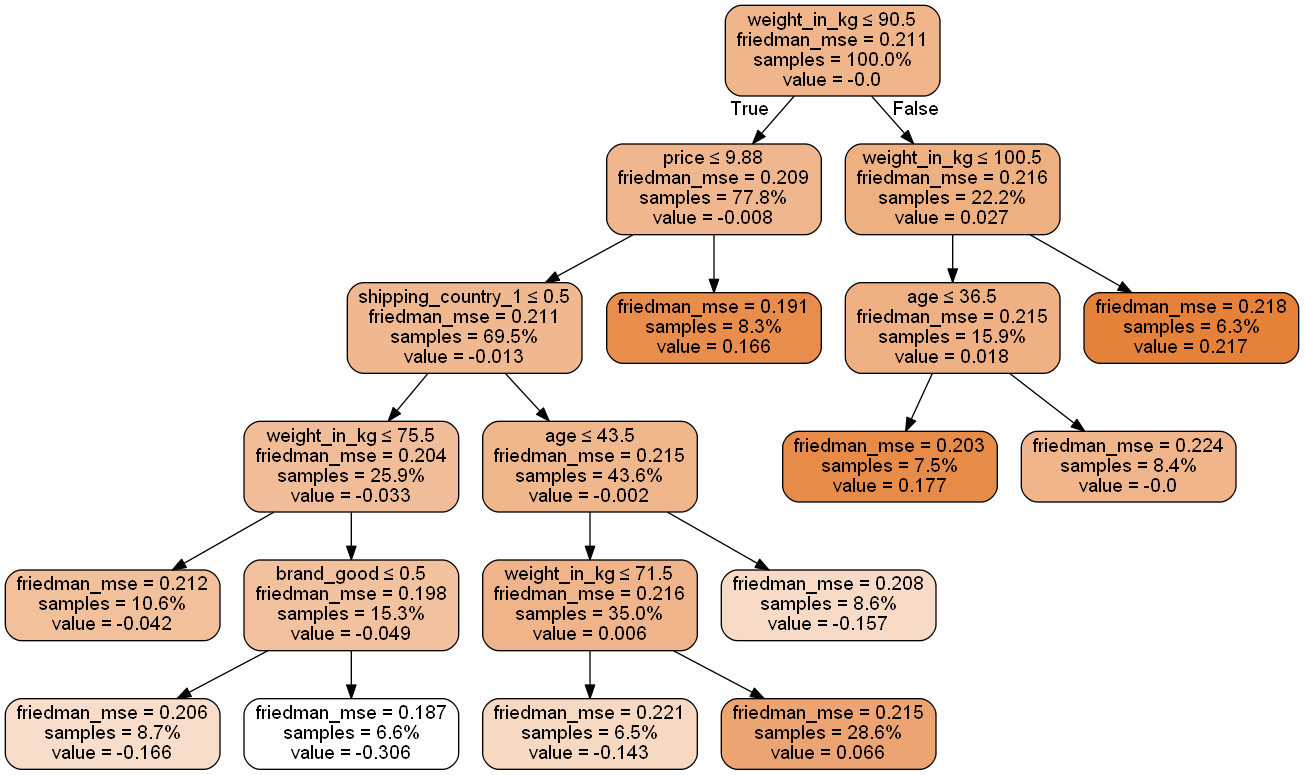 weight_in_kg ≤ 90.5
friedman_mse = 0.211
samples = 100.0%
value = -0.0
True
False
price ≤ 9.88
friedman_mse = 0.209
samples = 77.8%
value = -0.008
weight_in_kg ≤ 100.5
friedman_mse = 0.216
samples = 22.2%
value = 0.027
shipping_country_1 ≤ 0.5
friedman_mse = 0.211
samples = 69.5%
value = -0.013
friedman_mse = 0.191
samples = 8.3%
value = 0.166
age ≤ 36.5
friedman_mse = 0.215
samples = 15.9%
value = 0.018
friedman_mse = 0.218
samples = 6.3%
value = 0.217
weight_in_kg ≤ 75.5
friedman_mse = 0.204
samples = 25.9%
value = -0.033
age ≤ 43.5
friedman_mse = 0.215
samples = 43.6%
value = -0.002
friedman_mse = 0.203
samples = 7.5%
value = 0.177
friedman_mse = 0.224
samples = 8.4%
value = -0.0
friedman_mse = 0.212
samples = 10.6%
value = -0.042
brand_good ≤ 0.5
friedman_mse = 0.198
samples = 15.3%
value = -0.049
weight_in_kg ≤ 71.5
friedman_mse = 0.216
samples = 35.0%
value = 0.006
friedman_mse = 0.208
samples = 8.6%
value = -0.157
friedman_mse = 0.206
samples = 8.7%
value = -0.166
friedman_mse = 0.187
samples = 6.6%
value = -0.306
friedman_mse = 0.221
samples = 6.5%
value = -0.143
friedman_mse = 0.215
samples = 28.6%
value = 0.066